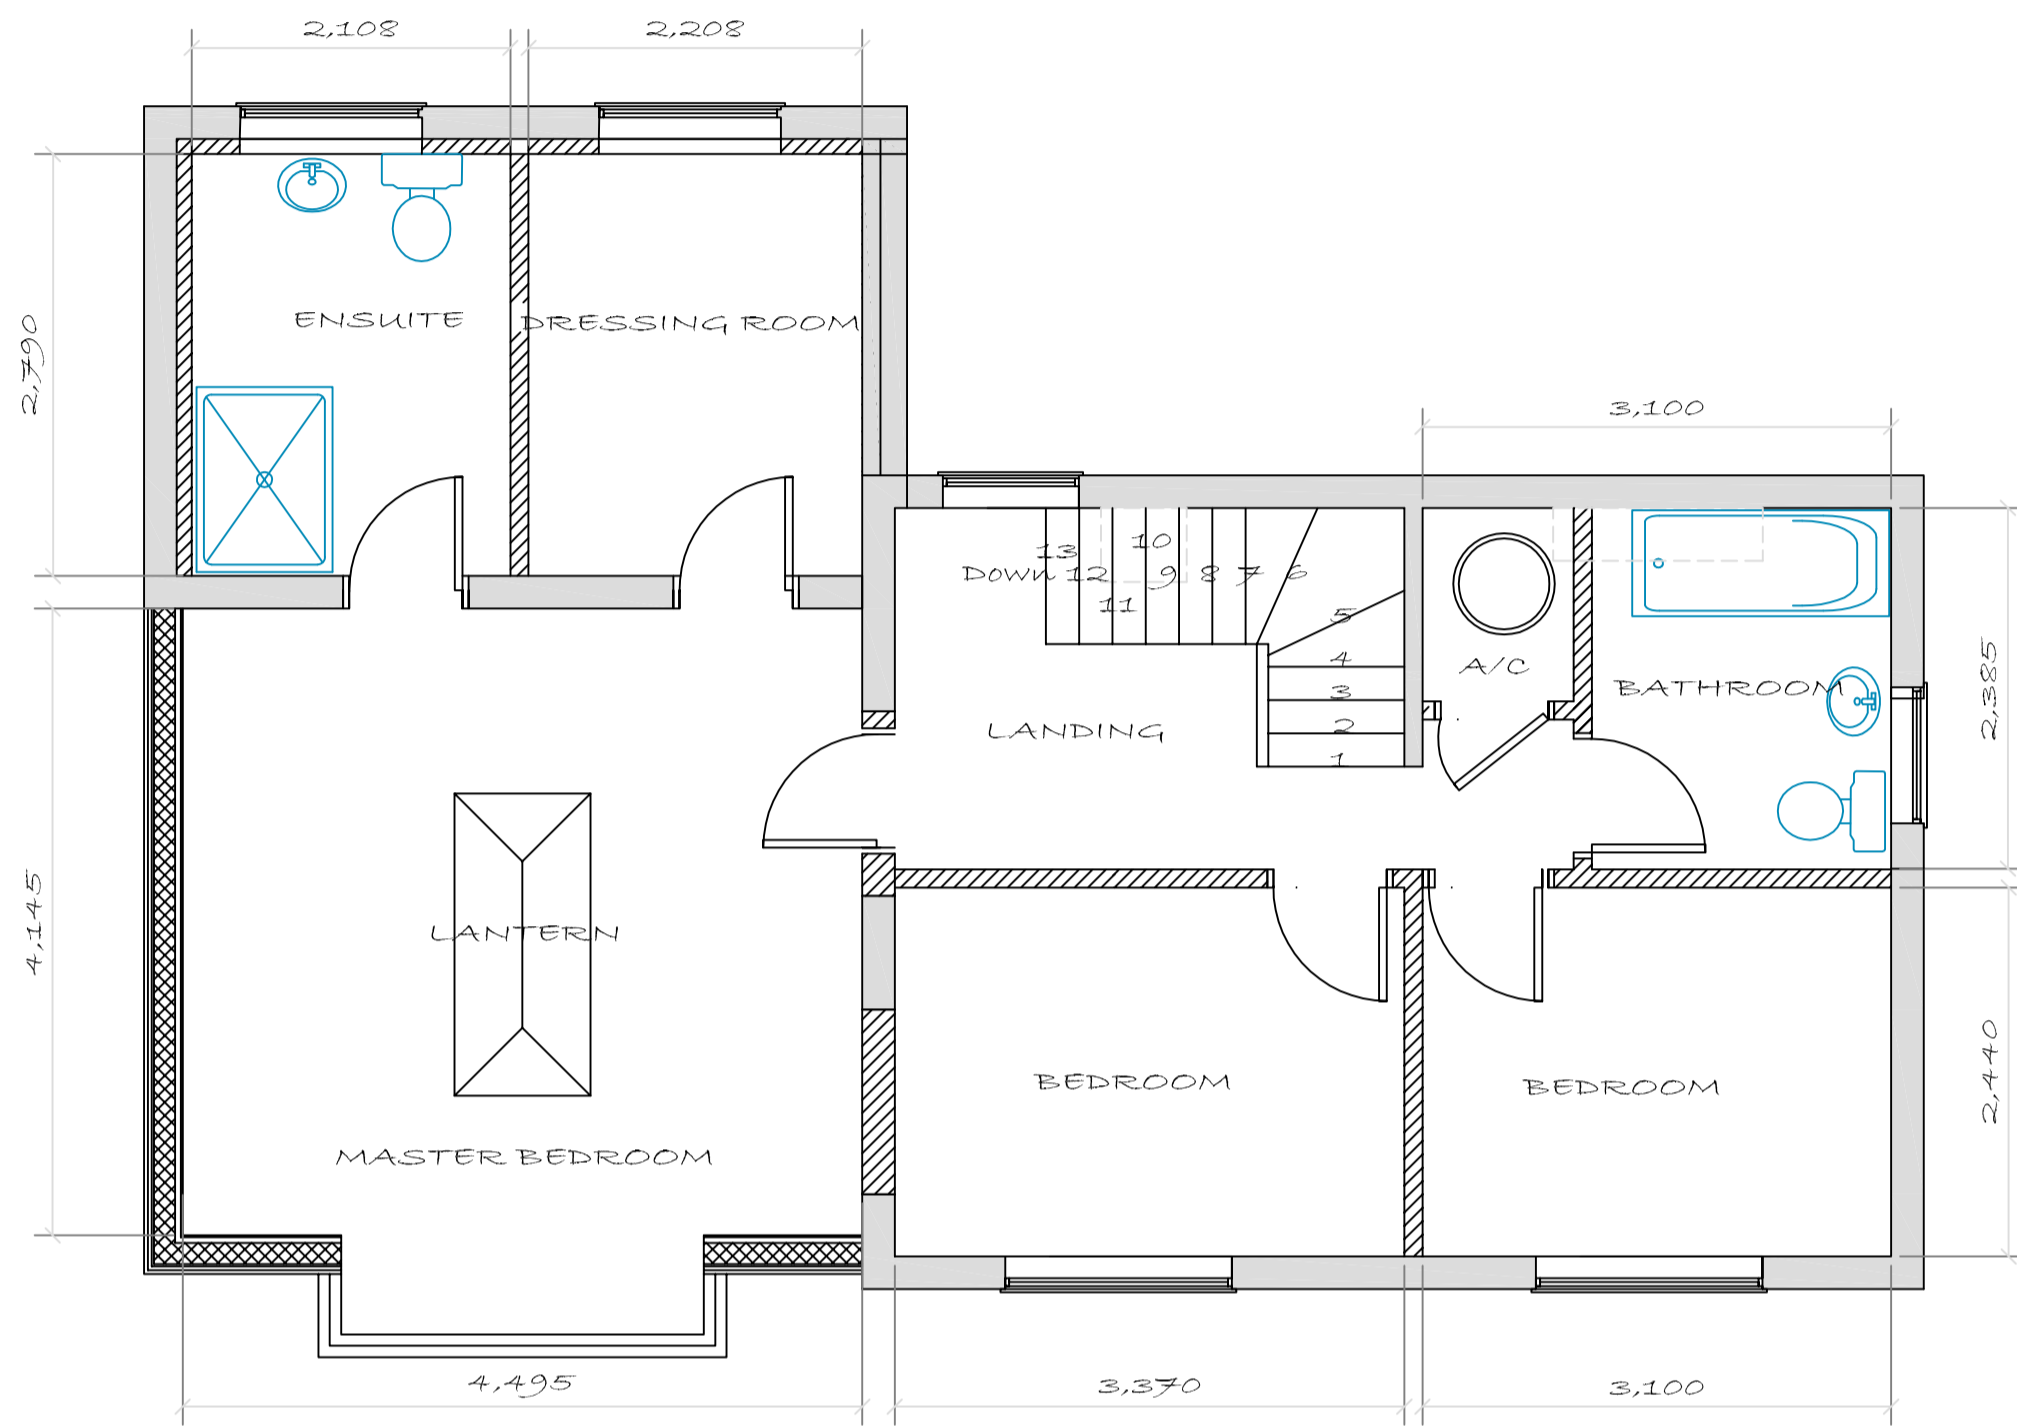 2,108
2,208
2,790
ENSUITE
DRESSING ROOM
3,100
13
10
DOWN 12
9
8
7
6
11
5
4
3
2
1
A/C
BATHROOM
2,385
LANDING
4,145
LANTERN
MASTER BEDROOM
BEDROOM
BEDROOM
2,440
4,495
3,370
3,100